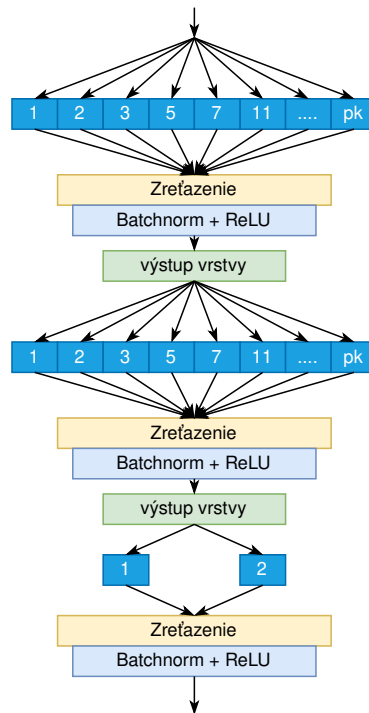 1 2 3 5 7 11 .... pk
Zreťazenie
Batchnorm + ReLU
výstup vrstvy
1 2 3 5 7 11 .... pk
Zreťazenie
Batchnorm + ReLU
výstup vrstvy
1 2
Zreťazenie
Batchnorm + ReLU